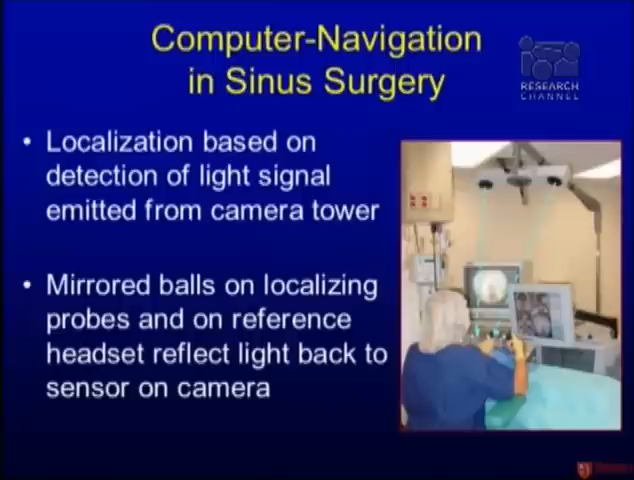 Computer-Navigation
in Sinus Surgery
RESEARCH
CHANNEL
• Localization based on
detection of light signal
emitted from camera tower
• Mirrored balls on localizing
probes and on reference
headset reflect light back to
sensor on camera